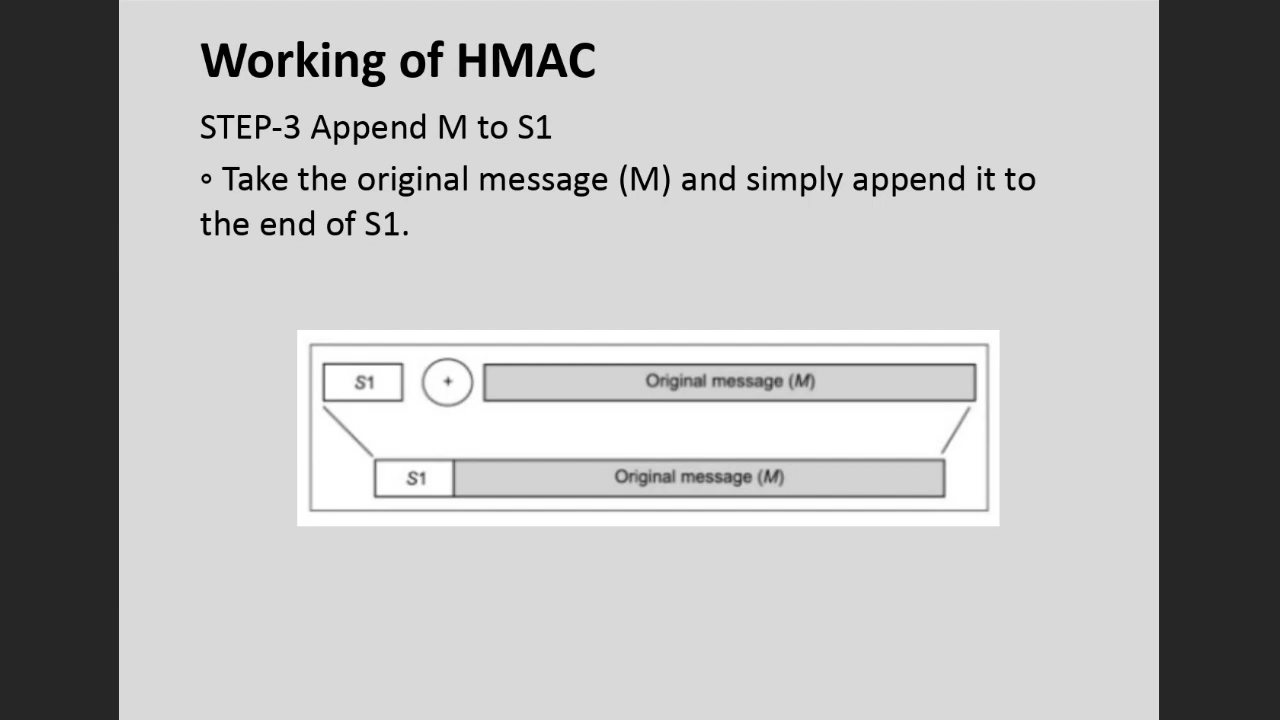 Working of HMAC
STEP-3 Append M to S1
∘ Take the original message (M) and simply append it to
the end of S1.
S1 + Original message (M)
S1 Original message (M)